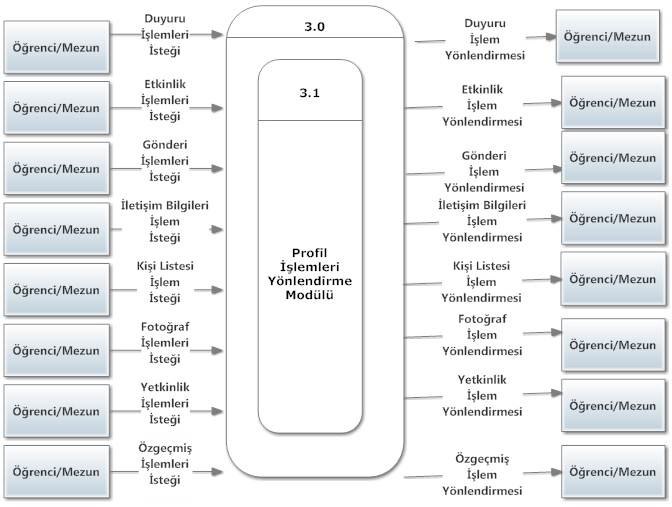 Öğrenci/Mezun
Duyuru
İşlemleri
İsteği
Öğrenci/Mezun
Etkinlik
İşlemleri
İsteği
Öğrenci/Mezun
Gönderi
İşlemleri
İsteği
Öğrenci/Mezun
İletişim Bilgileri
İşlem
İsteği
Öğrenci/Mezun
Kişi Listesi
İşlem
İsteği
Öğrenci/Mezun
Fotoğraf
İşlemleri
İsteği
Öğrenci/Mezun
Yetkinlik
İşlemleri
İsteği
Öğrenci/Mezun
Özgeçmiş
İşlemleri
İsteği
3.0
3.1
Profil
İşlemleri
Yönlendirme
Modülü
Duyuru
İşlem
Yönlendirmesi
Öğrenci/Mezun
Etkinlik
İşlem
Yönlendirmesi
Öğrenci/Mezun
Gönderi
İşlem
Yönlendirmesi
Öğrenci/Mezun
İletişim Bilgileri
İşlem
Yönlendirmesi
Öğrenci/Mezun
Kişi Listesi
İşlem
Yönlendirmesi
Öğrenci/Mezun
Fotoğraf
İşlem
Yönlendirmesi
Öğrenci/Mezun
Yetkinlik
İşlem
Yönlendirmesi
Öğrenci/Mezun
Özgeçmiş
İşlem
Yönlendirmesi
Öğrenci/Mezun